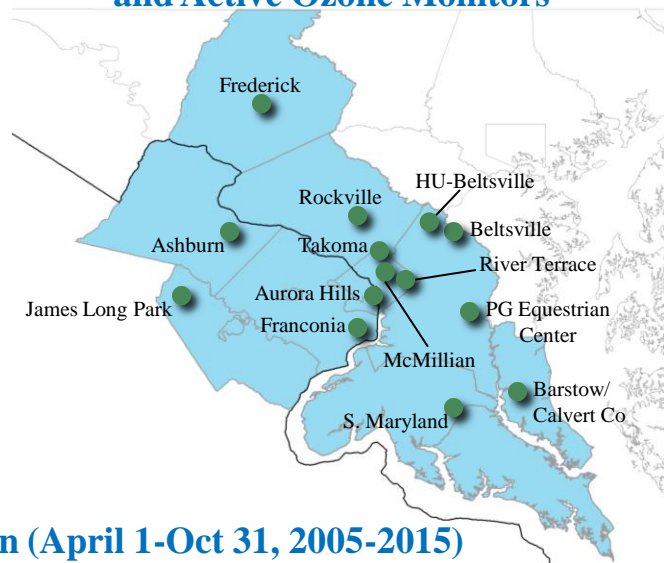 and Active Ozone Monitors
Frederick
HU-Beltsville
Rockville
Beltsville
Ashburn
Takoma
River Terrace
James Long Park
Aurora Hills
PG Equestrian
Center
Franconia
McMillian
Barstow/
Calvert Co
S. Maryland
n (April 1-Oct 31, 2005-2015)